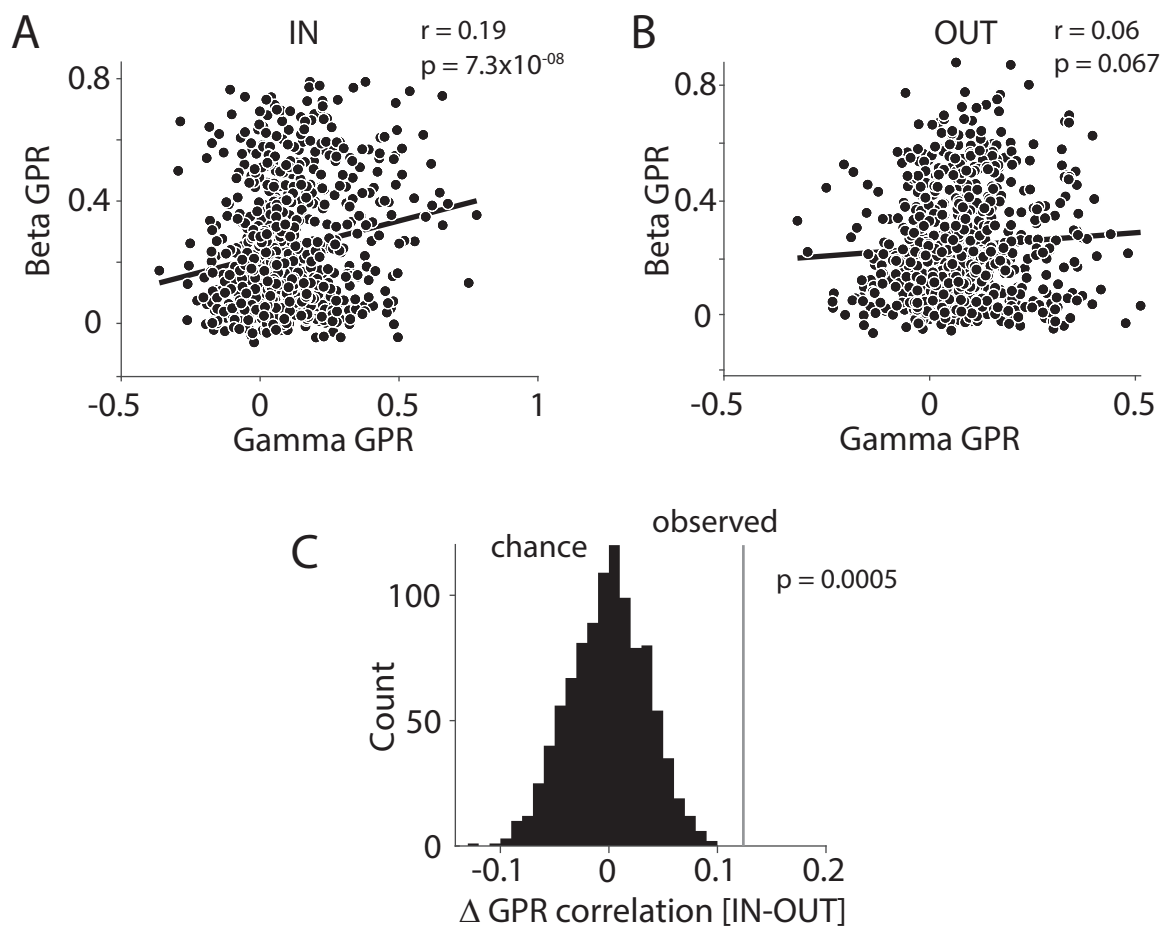 A
IN
r = 0.19
p = 7.3x10⁻⁰⁸
0.8
0.4
0
Beta GPR
-0.5
0
0.5
1
Gamma GPR
B
OUT
r = 0.06
p = 0.067
0.8
0.4
0
Beta GPR
-0.5
0
0.5
Gamma GPR
C
chance
observed
p = 0.0005
100
50
0
Count
-0.1
0
0.1
0.2
Δ GPR correlation [IN-OUT]